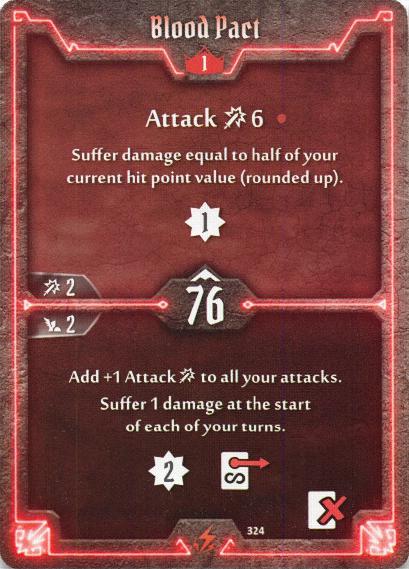 Blood Pact
1
Attack 6
Suffer damage equal to half of your
current hit point value (rounded up).
1
2
76
2
Add +1 Attack to all your attacks.
Suffer 1 damage at the start
of each of your turns.
2 S
324